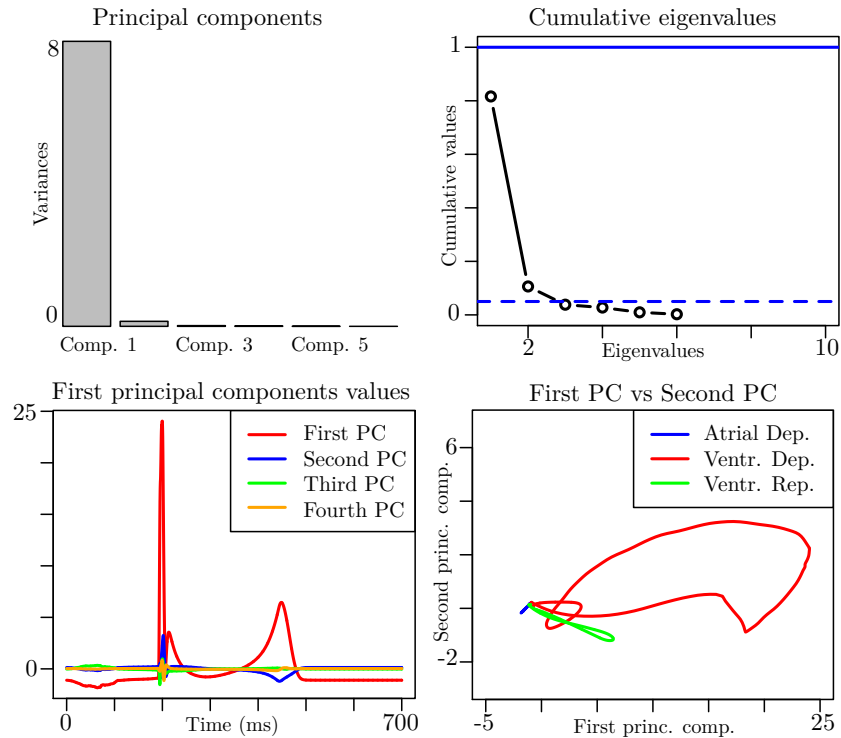 Principal components
8
Variances
0
Comp. 1 Comp. 3 Comp. 5
Cumulative eigenvalues
1
Cumulative values
0
2 10
Eigenvalues
First principal components values
25
First PC
Second PC
Third PC
Fourth PC
0
0 700
Time (ms)
First PC vs Second PC
6
Atrial Dep.
Ventr. Dep.
Ventr. Rep.
Second princ. comp.
-2
-5 25
First princ. comp.